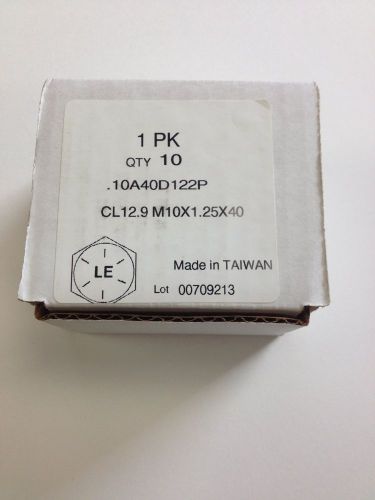 1 PK
QTY 10
.10A40D122P
CL12.9 M10X1.25X40
LE
Made in TAIWAN
Lot 00709213